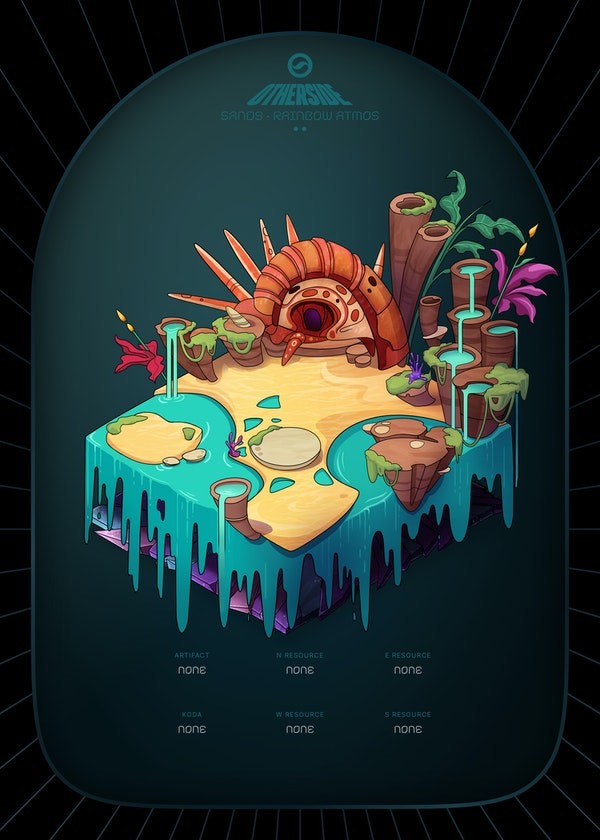 OTHERSIDE
SANDS - RAINBOW ATMOS
ARTIFACT N RESOURCE E RESOURCE
NONE NONE NONE
KODA W RESOURCE S RESOURCE
NONE NONE NONE